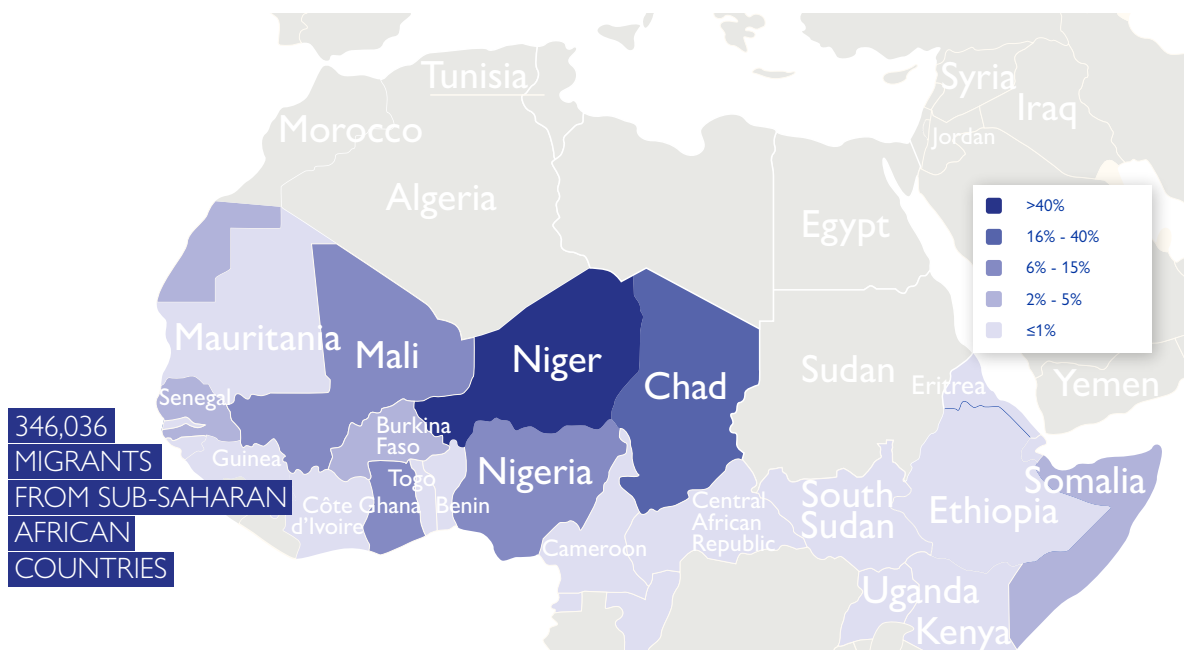 Tunisia
Syria
Iraq
Morocco
Jordan
Algeria
Egypt
>40%
16% - 40%
6% - 15%
2% - 5%
≤1%
Mauritania
Mali
Niger
Chad
Sudan
Eritrea
Yemen
Senegal
346,036
MIGRANTS
FROM SUB-SAHARAN
AFRICAN
COUNTRIES
Burkina
Faso
Guinea
Togo
Nigeria
Côte
d’Ivoire
Ghana
Benin
Cameroon
Central
African
Republic
South
Sudan
Ethiopia
Somalia
Uganda
Kenya